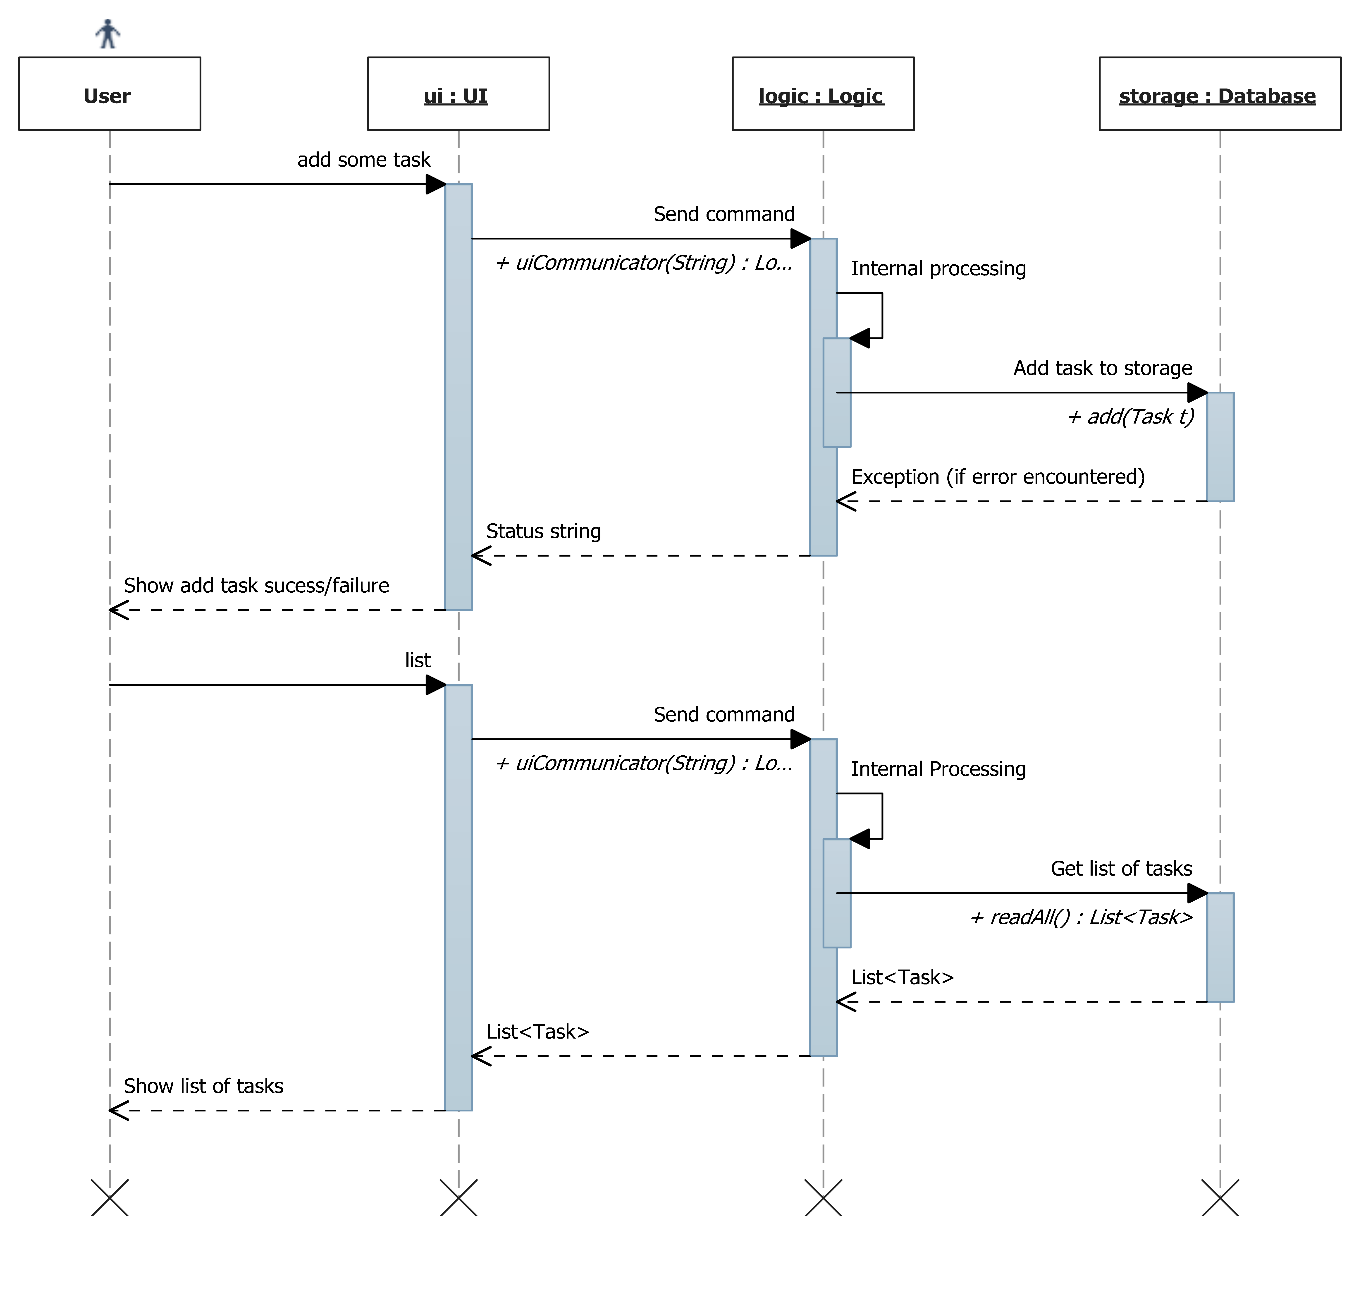 User
ui : UI
logic : Logic
storage : Database
add some task
Send command
+ uiCommunicator(String) : Lo...
Internal processing
Add task to storage
+ add(Task t)
Exception (if error encountered)
Status string
Show add task sucess/failure
list
Send command
+ uiCommunicator(String) : Lo...
Internal Processing
Get list of tasks
+ readAll() : List<Task>
List<Task>
List<Task>
Show list of tasks